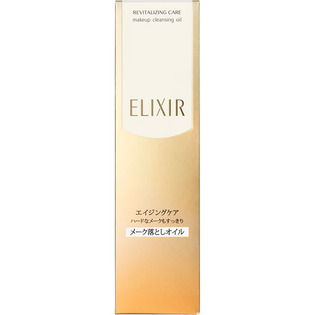 REVITALIZING CARE
makeup cleansing oil
ELIXIR
エイジングケア
ハードなメークもすっきり
メーク落としオイル